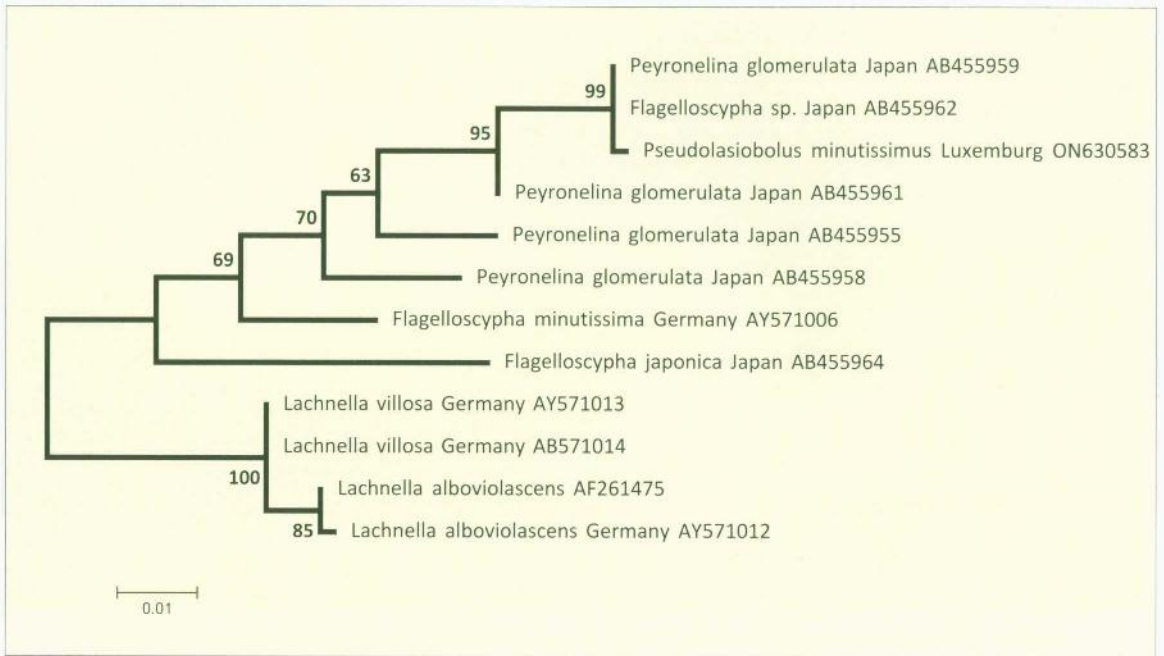 Peyronelina glomerulata Japan AB455959
99
Flagelloscypha sp. Japan AB455962
95
Pseudolasiobolus minutissimus Luxemburg ON630583
63
Peyronelina glomerulata Japan AB455961
70
Peyronelina glomerulata Japan AB455955
69
Peyronelina glomerulata Japan AB455958
Flagelloscypha minutissima Germany AY571006
Flagelloscypha japonica Japan AB455964
Lachnella villosa Germany AY571013
Lachnella villosa Germany AB571014
100
Lachnella alboviolascens AF261475
85
Lachnella alboviolascens Germany AY571012
0.01